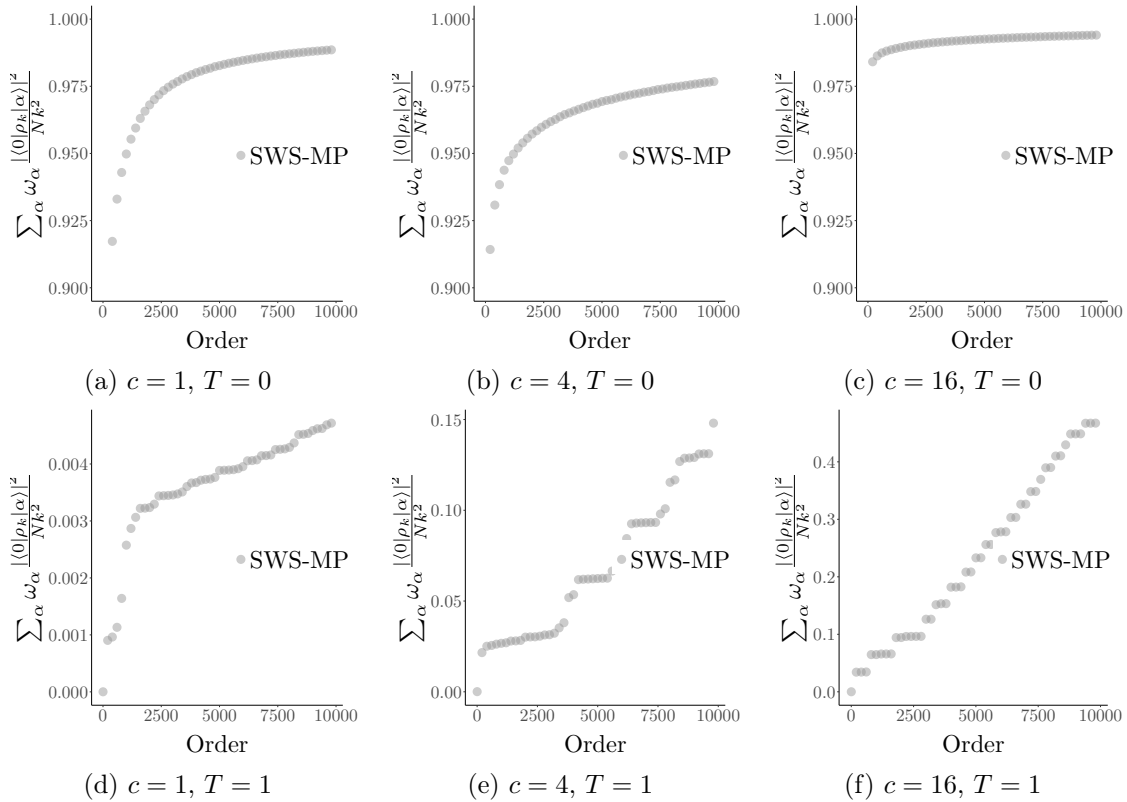 1.000
0.975
0.950
0.925
0.900
∑α ωα |⟨0|ρk|α⟩|² / Nk²
SWS-MP
0 2500 5000 7500 10000
Order
(a) c = 1, T = 0
1.000
0.975
0.950
0.925
0.900
∑α ωα |⟨0|ρk|α⟩|² / Nk²
SWS-MP
0 2500 5000 7500 10000
Order
(b) c = 4, T = 0
1.000
0.975
0.950
0.925
0.900
∑α ωα |⟨0|ρk|α⟩|² / Nk²
SWS-MP
0 2500 5000 7500 10000
Order
(c) c = 16, T = 0
0.004
0.003
0.002
0.001
0.000
∑α ωα |⟨0|ρk|α⟩|² / Nk²
SWS-MP
0 2500 5000 7500 10000
Order
(d) c = 1, T = 1
0.15
0.10
0.05
0.00
∑α ωα |⟨0|ρk|α⟩|² / Nk²
SWS-MP
0 2500 5000 7500 10000
Order
(e) c = 4, T = 1
0.4
0.3
0.2
0.1
0.0
∑α ωα |⟨0|ρk|α⟩|² / Nk²
SWS-MP
0 2500 5000 7500 10000
Order
(f) c = 16, T = 1